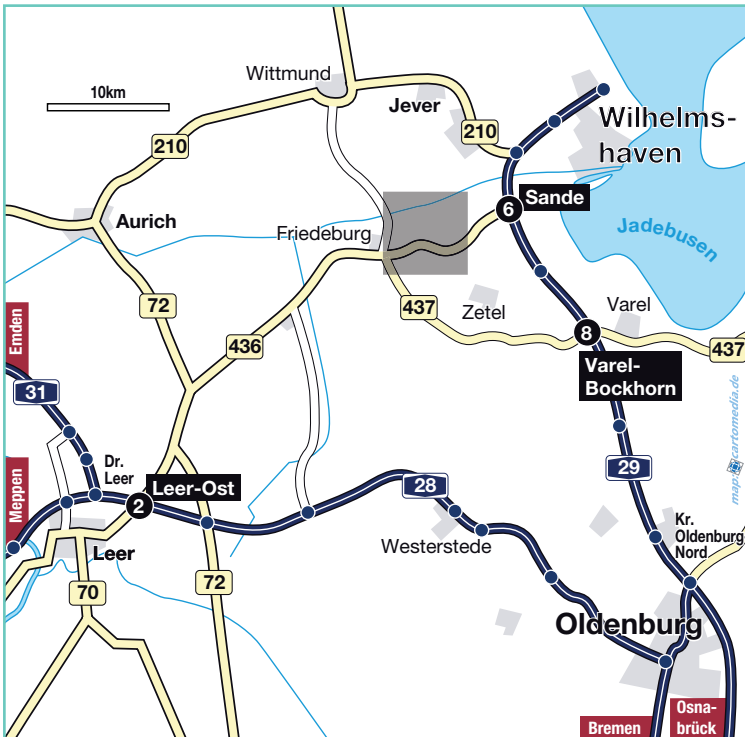 Wittmund
10km
Jever
210
210
Wilhelms-
haven
6
Sande
Aurich
Friedeburg
Jadebusen
72
437
Zetel
Varel
Emden
436
8
437
Varel-
Bockhorn
31
map:cartomedia.de
Dr.
Leer
29
Meppen
Leer-Ost
28
2
Kr.
Oldenburg
Nord
Westerstede
Leer
72
70
Oldenburg
Bremen
Osna-
brück